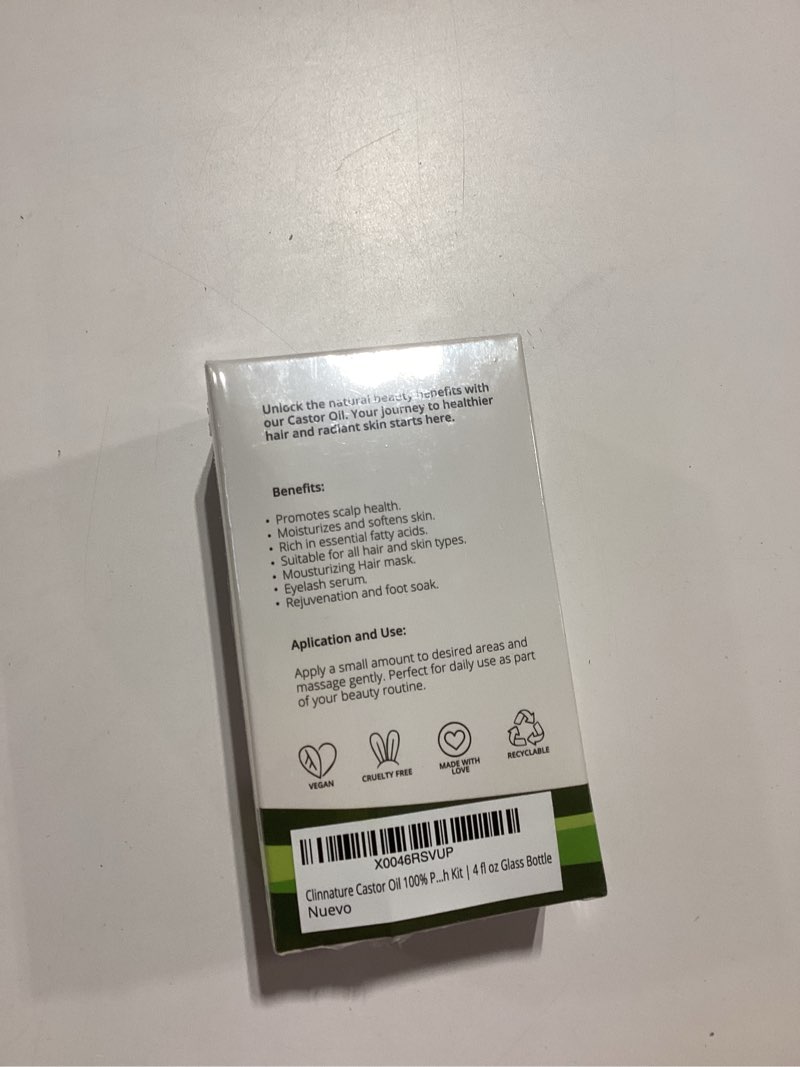 Unlock the natural beauty benefits with
our Castor Oil. Your journey to healthier
hair and radiant skin starts here.
Benefits:
• Promotes scalp health.
• Moisturizes and softens skin.
• Rich in essential fatty acids.
• Suitable for all hair and skin types.
• Mousturizing Hair mask.
• Eyelash serum.
• Rejuvenation and foot soak.
Aplication and Use:
Apply a small amount to desired areas and
massage gently. Perfect for daily use as part
of your beauty routine.
VEGAN
CRUELTY FREE
MADE WITH
LOVE
RECYCLABLE
X0046RSVUP
Clinnature Castor Oil 100% P...h Kit | 4 fl oz Glass Bottle
Nuevo